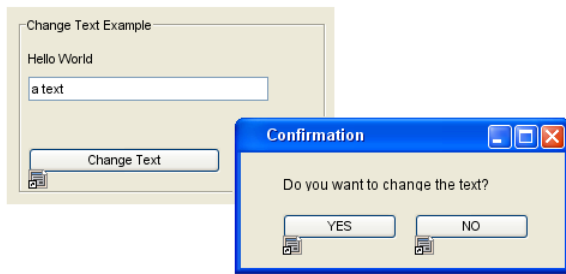 Change Text Example
Hello World
a text
Change Text
Confirmation
Do you want to change the text?
YES
NO